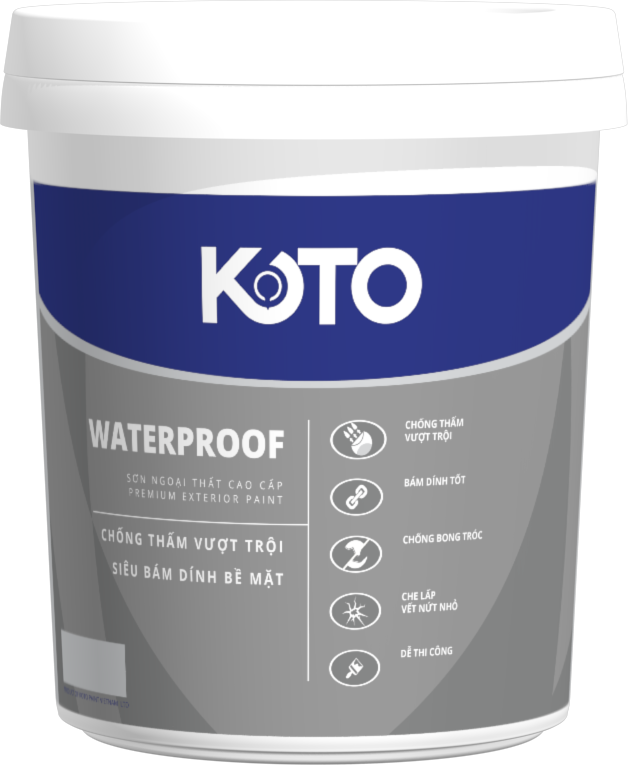 KOTO
WATERPROOF
SƠN NGOẠI THẤT CAO CẤP
PREMIUM EXTERIOR PAINT
CHỐNG THẤM VƯỢT TRỘI
SIÊU BÁM DÍNH BỀ MẶT
CHỐNG THẤM
VƯỢT TRỘI
BÁM DÍNH TỐT
CHỐNG BONG TRÓC
CHE LẤP
VẾT NỨT NHỎ
DỄ THI CÔNG